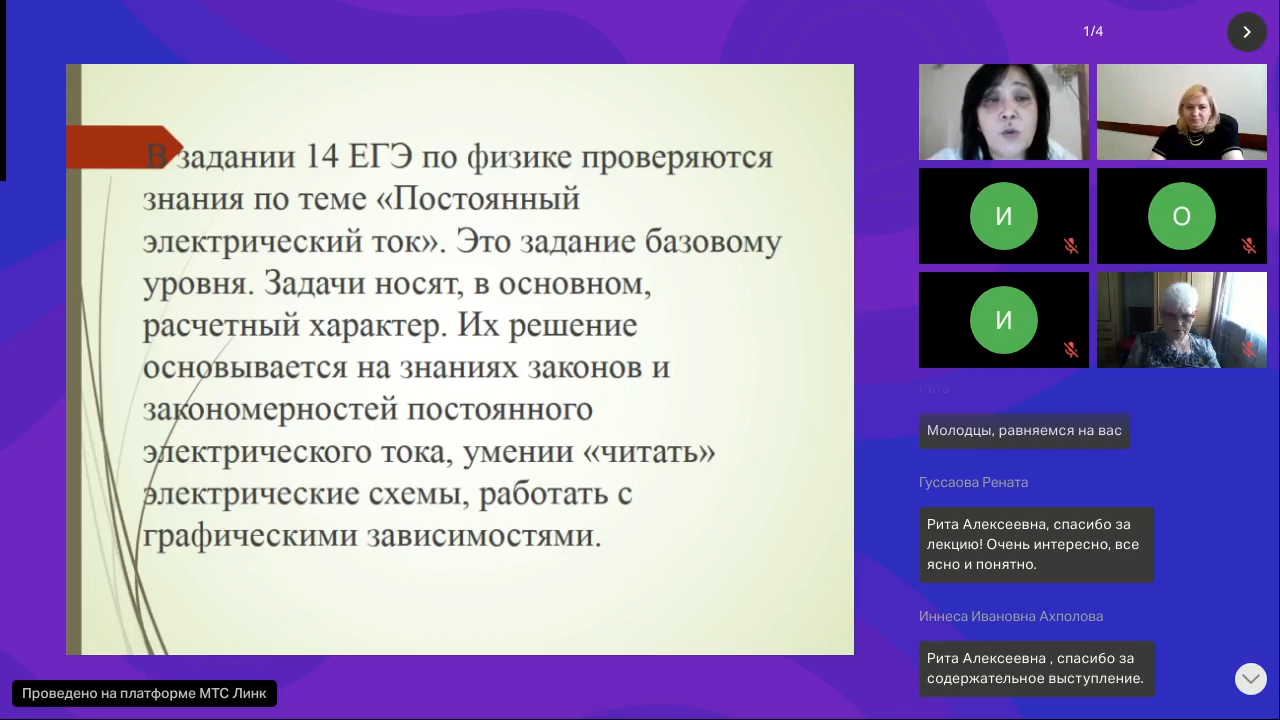 1/4
В задании 14 ЕГЭ по физике проверяются
знания по теме «Постоянный
электрический ток». Это задание базовому
уровня. Задачи носят, в основном,
расчетный характер. Их решение
основывается на знаниях законов и
закономерностей постоянного
электрического тока, умении «читать»
электрические схемы, работать с
графическими зависимостями.
И
О
И
Рита
Молодцы, равняемся на вас
Гуссаова Рената
Рита Алексеевна, спасибо за
лекцию! Очень интересно, все
ясно и понятно.
Иннеса Ивановна Ахполова
Рита Алексеевна , спасибо за
содержательное выступление.
Проведено на платформе МТС Линк